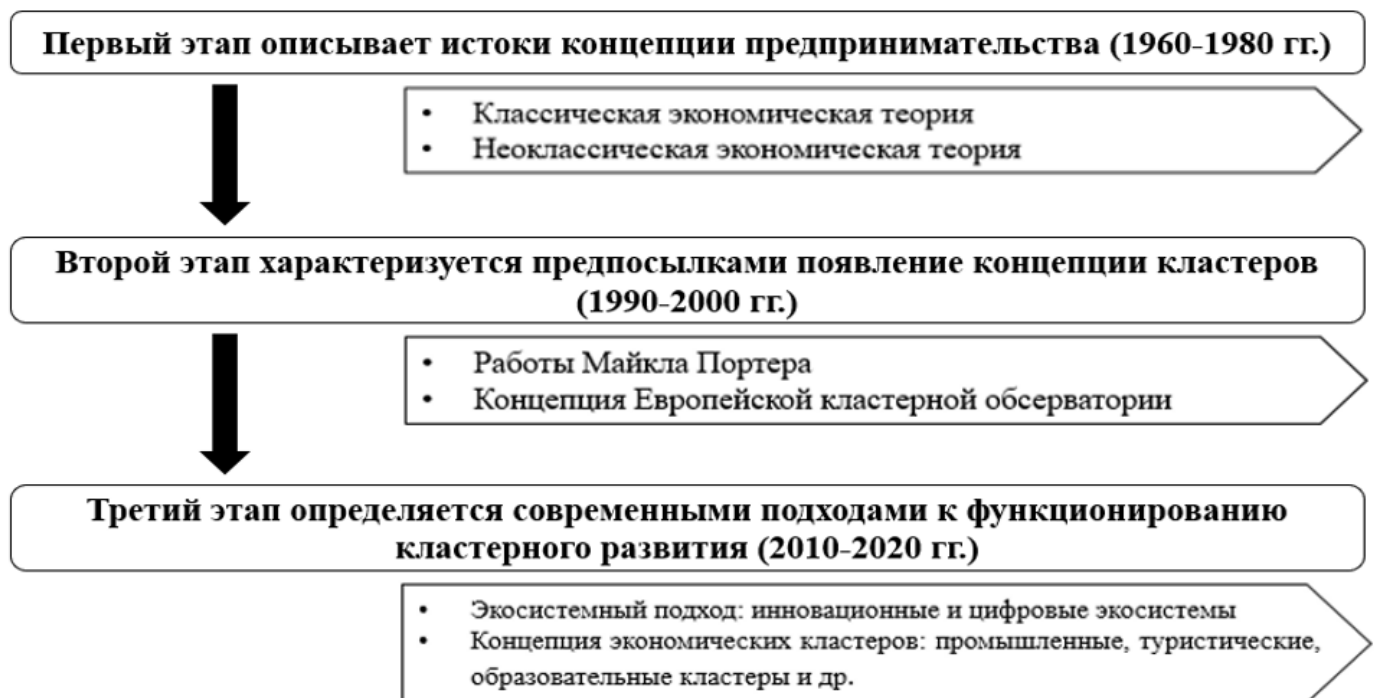 Первый этап описывает истоки концепции предпринимательства (1960-1980 гг.)
• Классическая экономическая теория
• Неоклассическая экономическая теория
Второй этап характеризуется предпосылками появление концепции кластеров
(1990-2000 гг.)
• Работы Майкла Портера
• Концепция Европейской кластерной обсерватории
Третий этап определяется современными подходами к функционированию
кластерного развития (2010-2020 гг.)
• Экосистемный подход: инновационные и цифровые экосистемы
• Концепция экономических кластеров: промышленные, туристические,
образовательные кластеры и др.